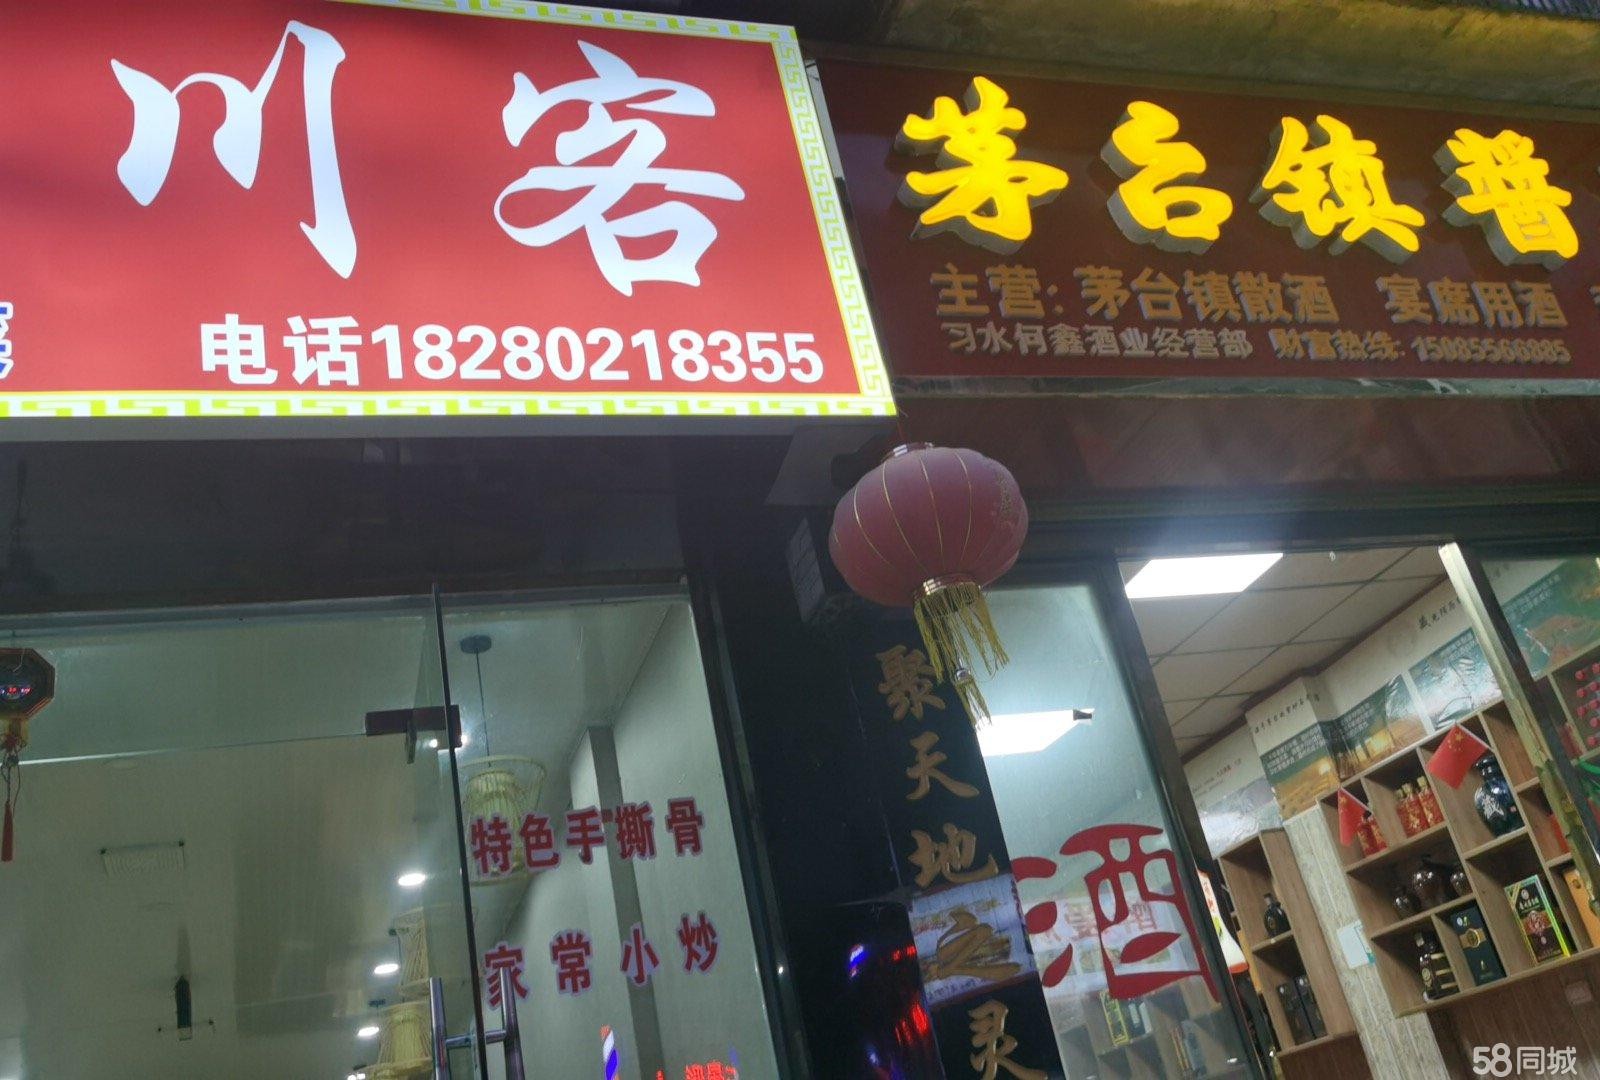 川客
电话18280218355
茅台镇酱
主营:茅台镇散酒 宴席用酒
习水何鑫酒业经营部 财富热线:15085566885
特色手撕骨
家常小炒
聚天地之灵
酒
58同城